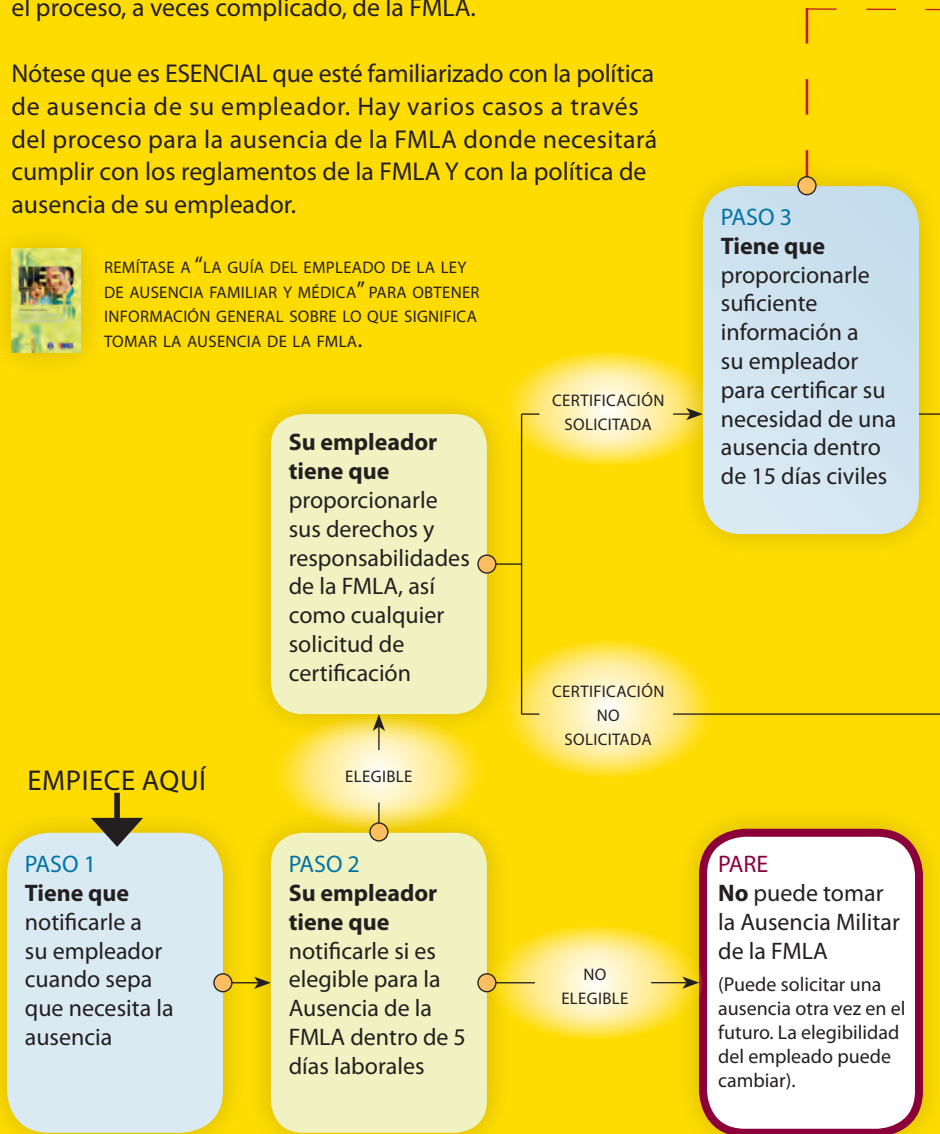 el proceso, a veces complicado, de la FMLA.
Nótese que es ESENCIAL que esté familiarizado con la política
de ausencia de su empleador. Hay varios casos a través
del proceso para la ausencia de la FMLA donde necesitará
cumplir con los reglamentos de la FMLA Y con la política de
ausencia de su empleador.
NEED
TIME?
REMÍTASE A "LA GUÍA DEL EMPLEADO DE LA LEY
DE AUSENCIA FAMILIAR Y MÉDICA" PARA OBTENER
INFORMACIÓN GENERAL SOBRE LO QUE SIGNIFICA
TOMAR LA AUSENCIA DE LA FMLA.
EMPIECE AQUÍ
PASO 1
Tiene que
notificarle a
su empleador
cuando sepa
que necesita la
ausencia
PASO 2
Su empleador
tiene que
notificarle si es
elegible para la
Ausencia de la
FMLA dentro de 5
días laborales
NO
ELEGIBLE
PARE
No puede tomar
la Ausencia Militar
de la FMLA
(Puede solicitar una
ausencia otra vez en el
futuro. La elegibilidad
del empleado puede
cambiar).
ELEGIBLE
Su empleador
tiene que
proporcionarle
sus derechos y
responsabilidades
de la FMLA, así
como cualquier
solicitud de
certificación
CERTIFICACIÓN
NO
SOLICITADA
CERTIFICACIÓN
SOLICITADA
PASO 3
Tiene que
proporcionarle
suficiente
información a
su empleador
para certificar su
necesidad de una
ausencia dentro
de 15 días civiles